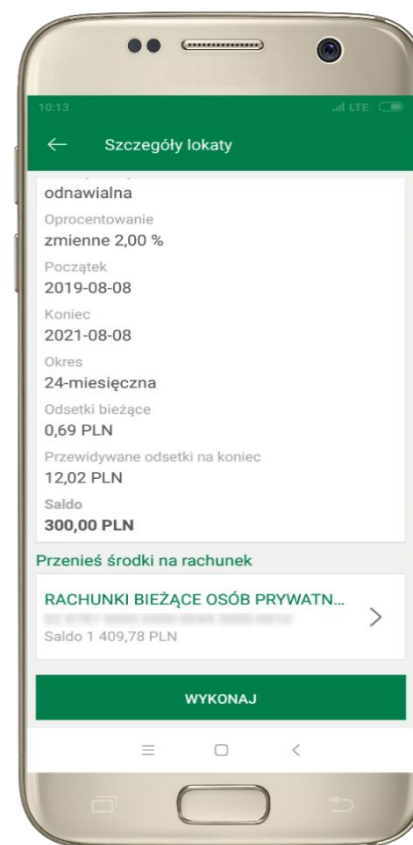 10:13 LTE
Szczegóły lokaty
odnawialna
Oprocentowanie
zmienne 2,00 %
Początek
2019-08-08
Koniec
2021-08-08
Okres
24-miesięczna
Odsetki bieżące
0,69 PLN
Przewidywane odsetki na koniec
12,02 PLN
Saldo
300,00 PLN
Przenieś środki na rachunek
RACHUNKI BIEŻĄCE OSÓB PRYWATN...
Saldo 1 409,78 PLN
WYKONAJ